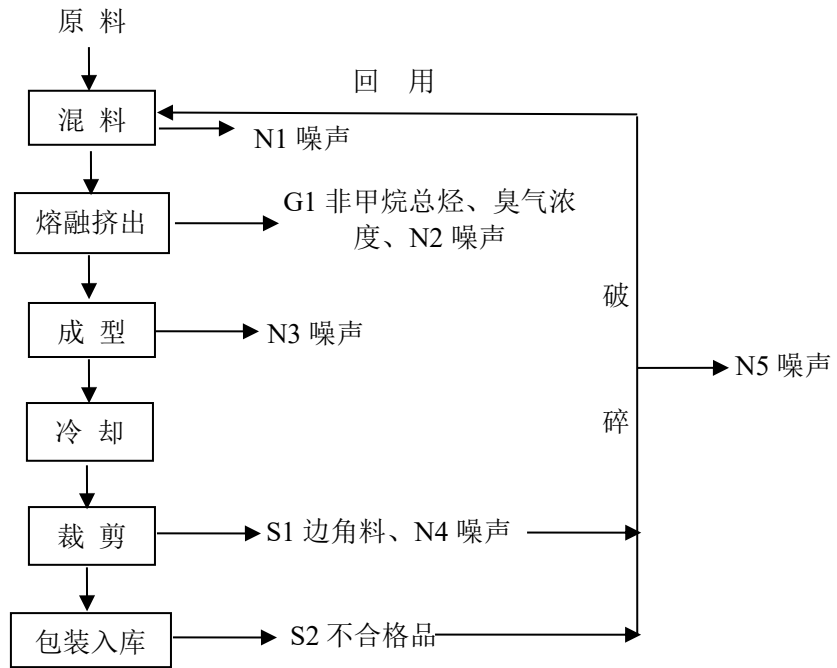 原 料
回 用
混 料
N1 噪声
熔融挤出
G1 非甲烷总烃、臭气浓
度、N2 噪声
破
成 型
N3 噪声
N5 噪声
冷 却
碎
裁 剪
S1 边角料、N4 噪声
包装入库
S2 不合格品